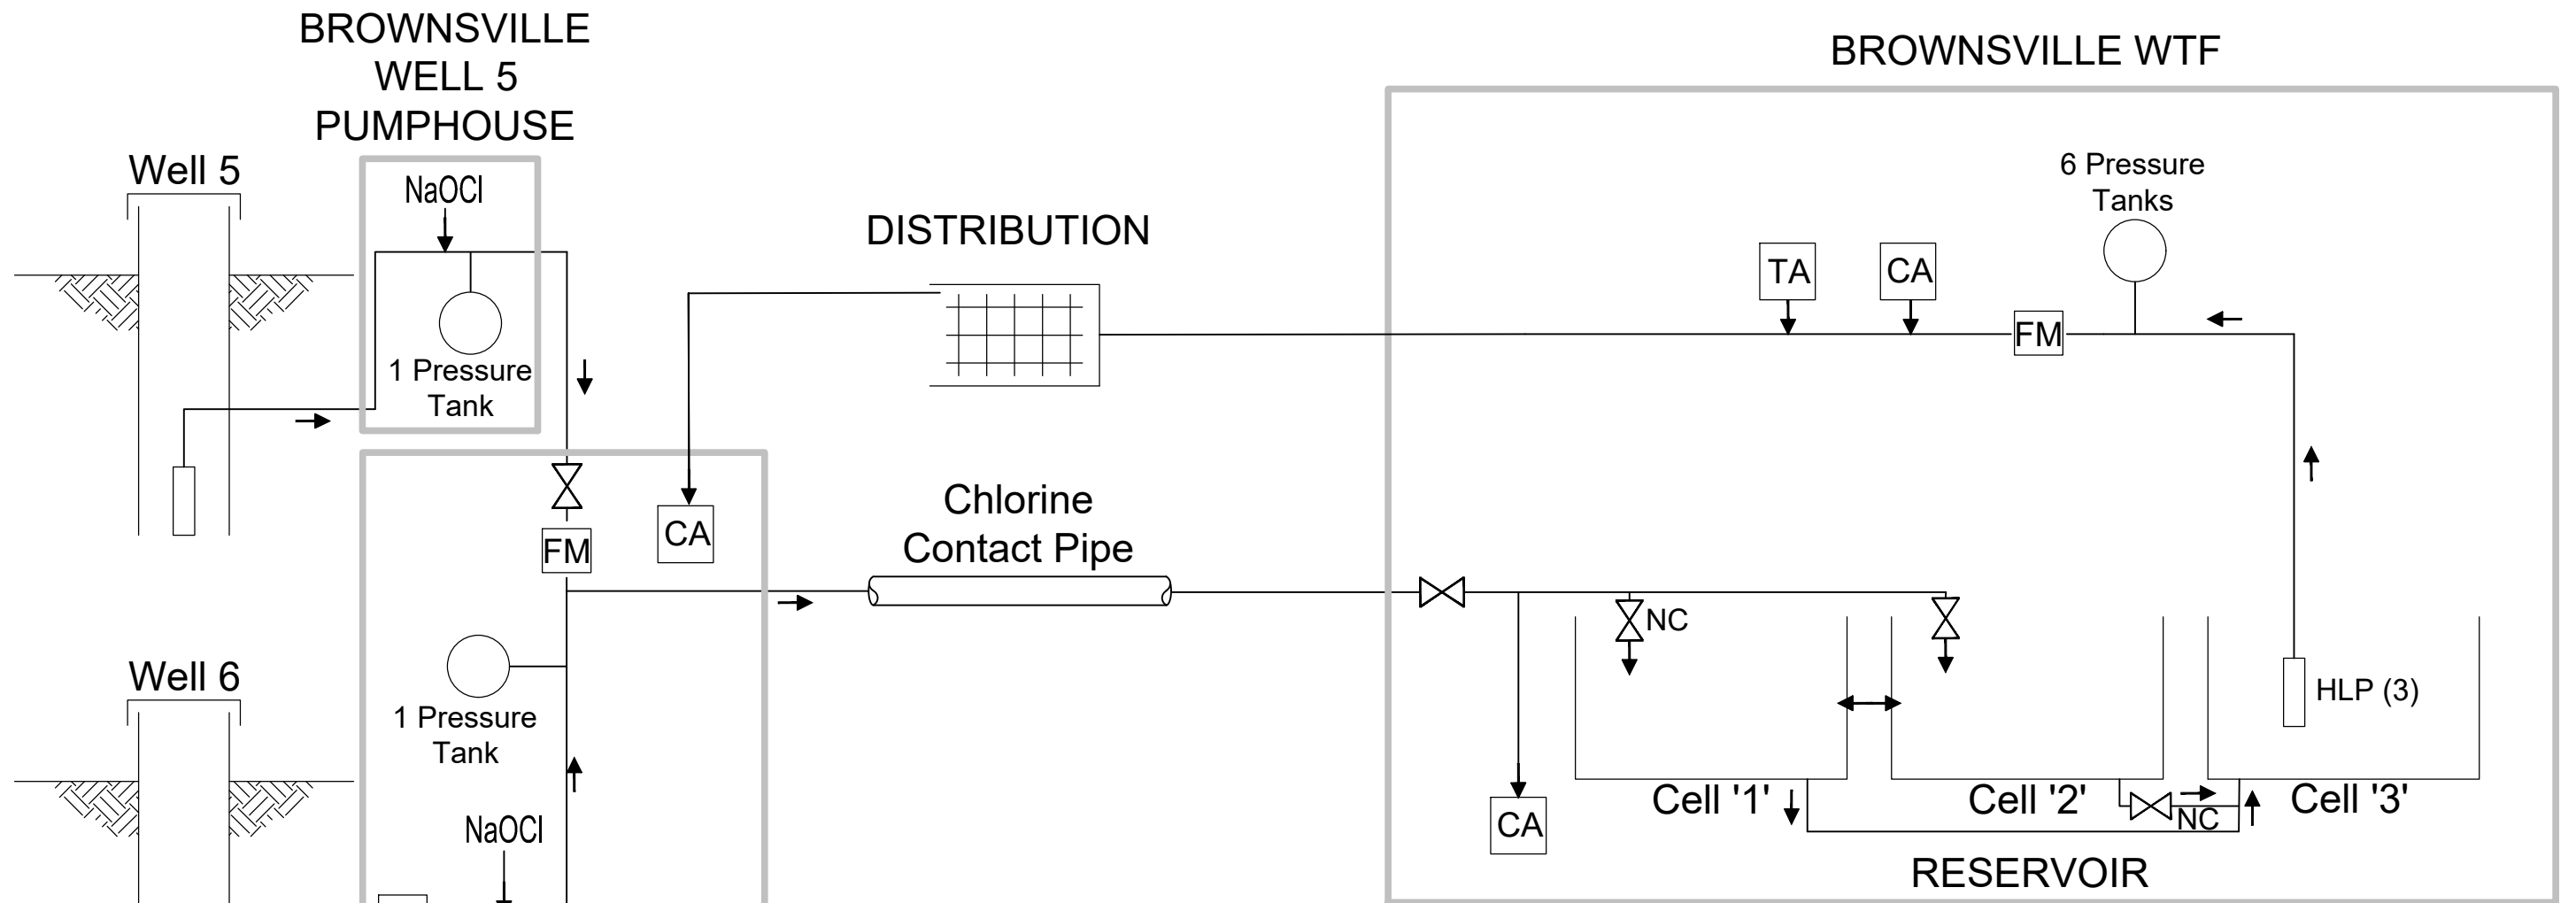 BROWNSVILLE
WELL 5
PUMPHOUSE
BROWNSVILLE WTF
Well 5
NaOCl
1 Pressure
Tank
DISTRIBUTION
6 Pressure
Tanks
TA
CA
FM
FM
CA
Chlorine
Contact Pipe
NC
Well 6
1 Pressure
Tank
HLP (3)
NaOCl
CA
Cell '1'
Cell '2'
NC
Cell '3'
RESERVOIR